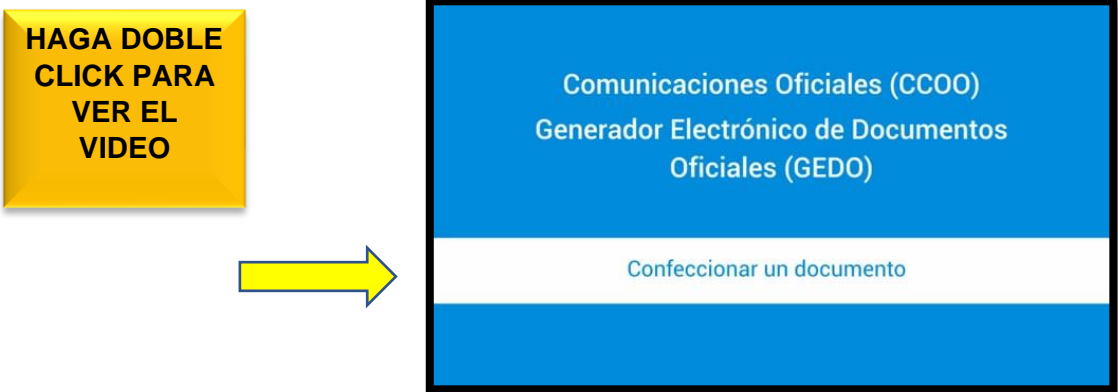 HAGA DOBLE
CLICK PARA
VER EL
VIDEO
Comunicaciones Oficiales (CCOO)
Generador Electrónico de Documentos
Oficiales (GEDO)
Confeccionar un documento